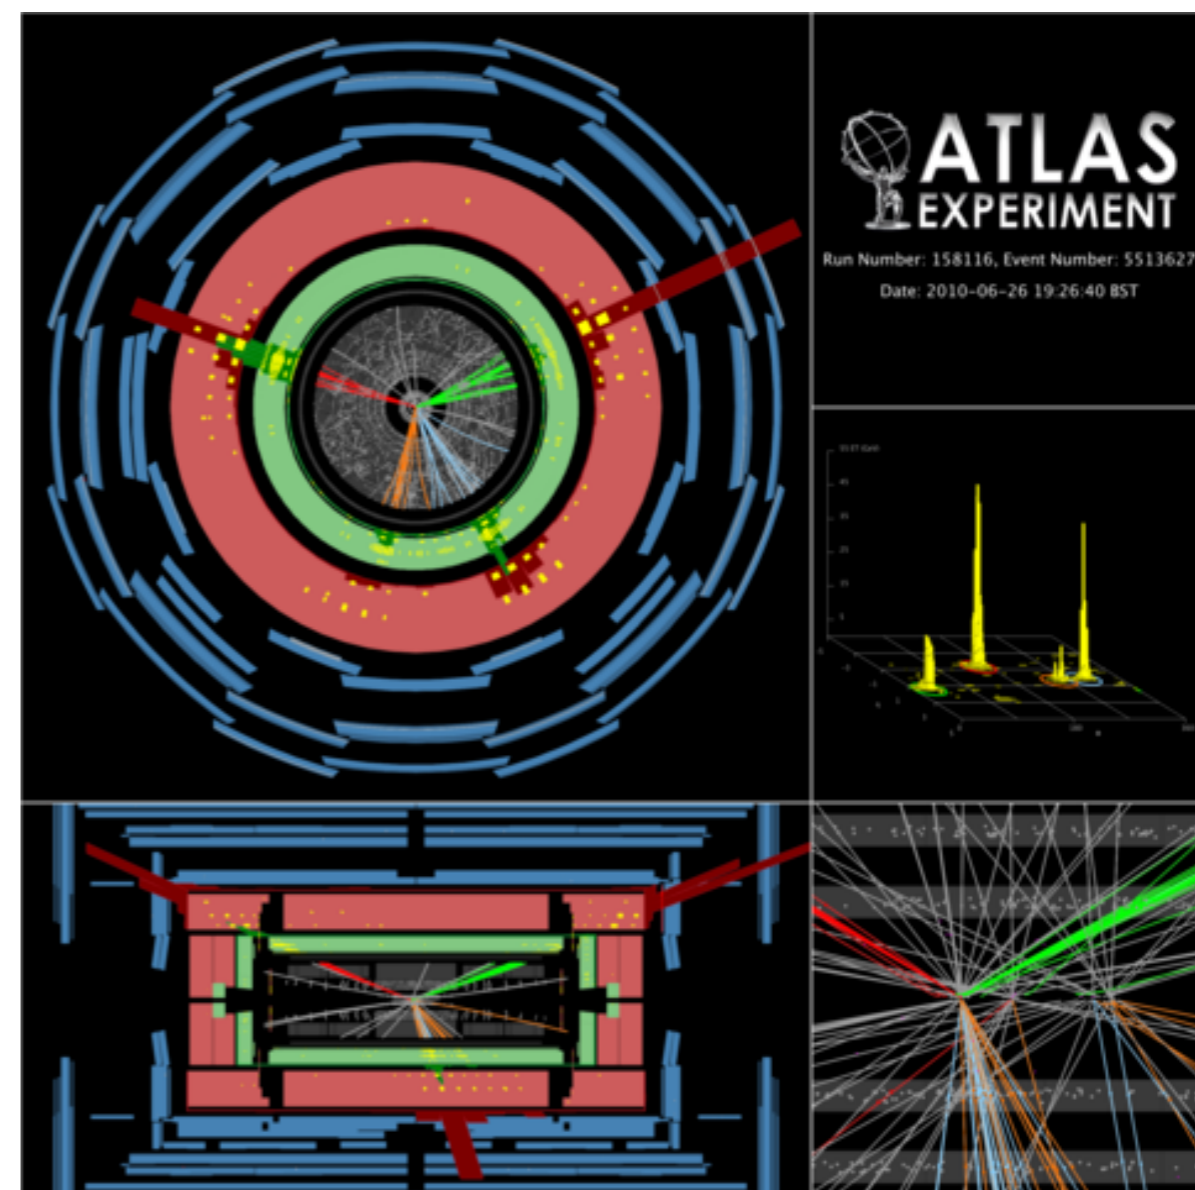 ATLAS
EXPERIMENT
Run Number: 158116, Event Number: 5513627
Date: 2010-06-26 19:26:40 BST